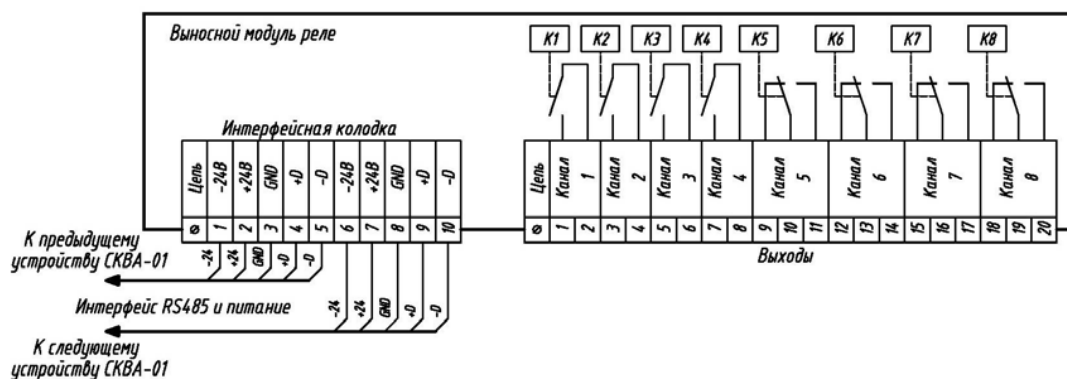 Выносной модуль реле
K1 K2 K3 K4 K5 K6 K7 K8
Интерфейсная колодка
Цепь -24В +24В GND +D -D -24В +24В GND +D -D
Ø 1 2 3 4 5 6 7 8 9 10
Цепь Канал 1 Канал 2 Канал 3 Канал 4 Канал 5 Канал 6 Канал 7 Канал 8
Ø 1 2 3 4 5 6 7 8 9 10 11 12 13 14 15 16 17 18 19 20
Выходы
К предыдущему
устройству СКВА-01
-24 +24 GND +D -D
Интерфейс RS485 и питание
-24 +24 GND +D -D
К следующему
устройству СКВА-01